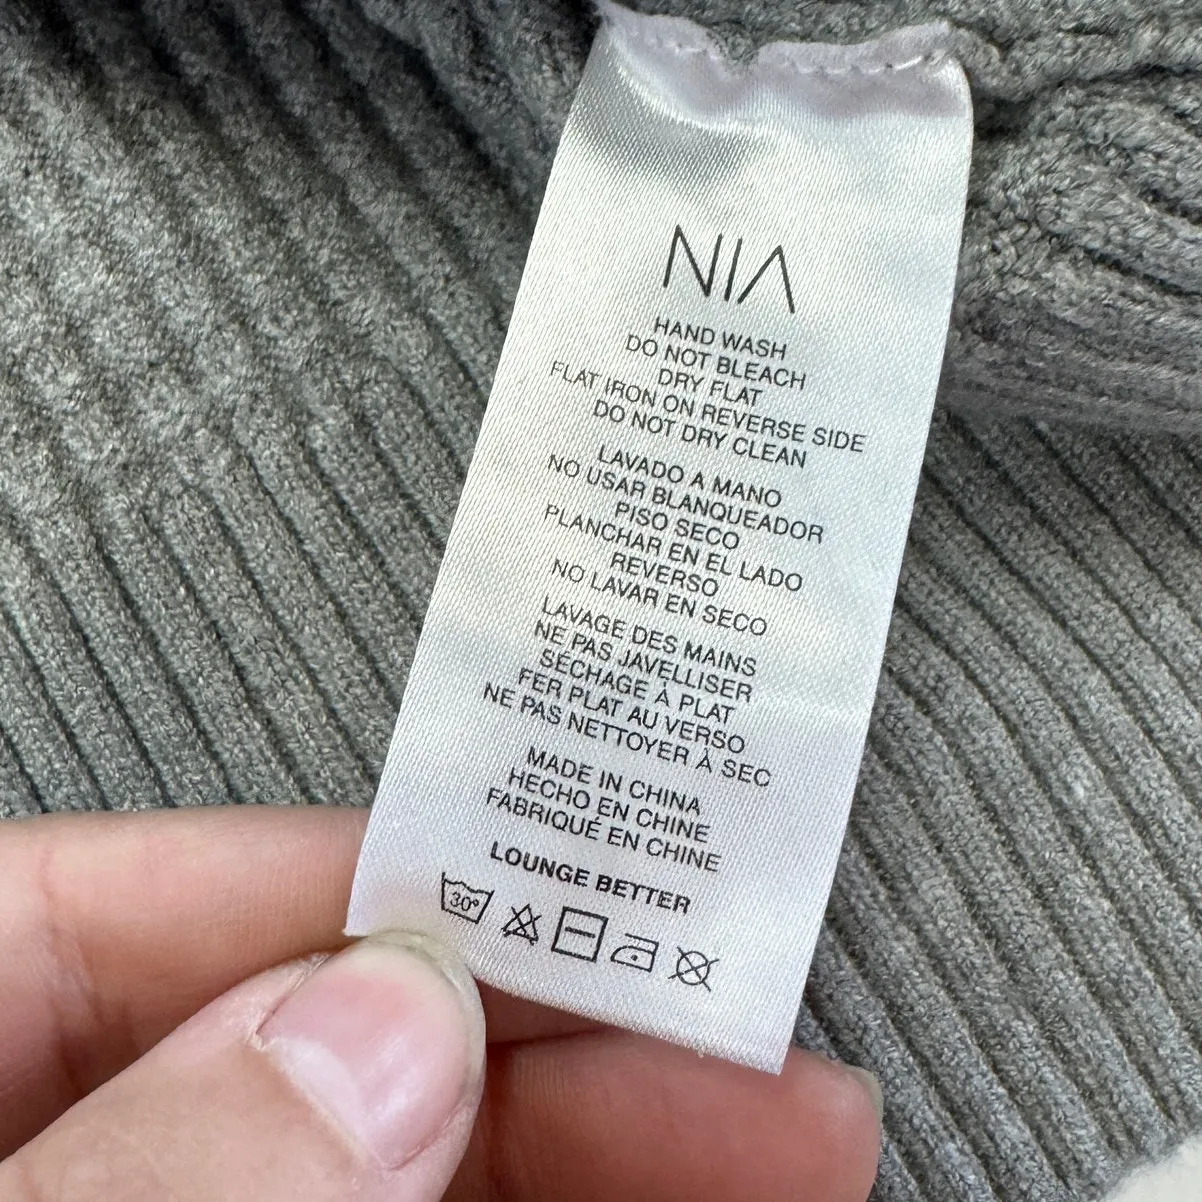 NIA
HAND WASH
DO NOT BLEACH
DRY FLAT
FLAT IRON ON REVERSE SIDE
DO NOT DRY CLEAN
LAVADO A MANO
NO USAR BLANQUEADOR
PISO SECO
PLANCHAR EN EL LADO
REVERSO
NO LAVAR EN SECO
LAVAGE DES MAINS
NE PAS JAVELLISER
SÉCHAGE À PLAT
FER PLAT AU VERSO
NE PAS NETTOYER À SEC
MADE IN CHINA
HECHO EN CHINE
FABRIQUÉ EN CHINE
LOUNGE BETTER
30°